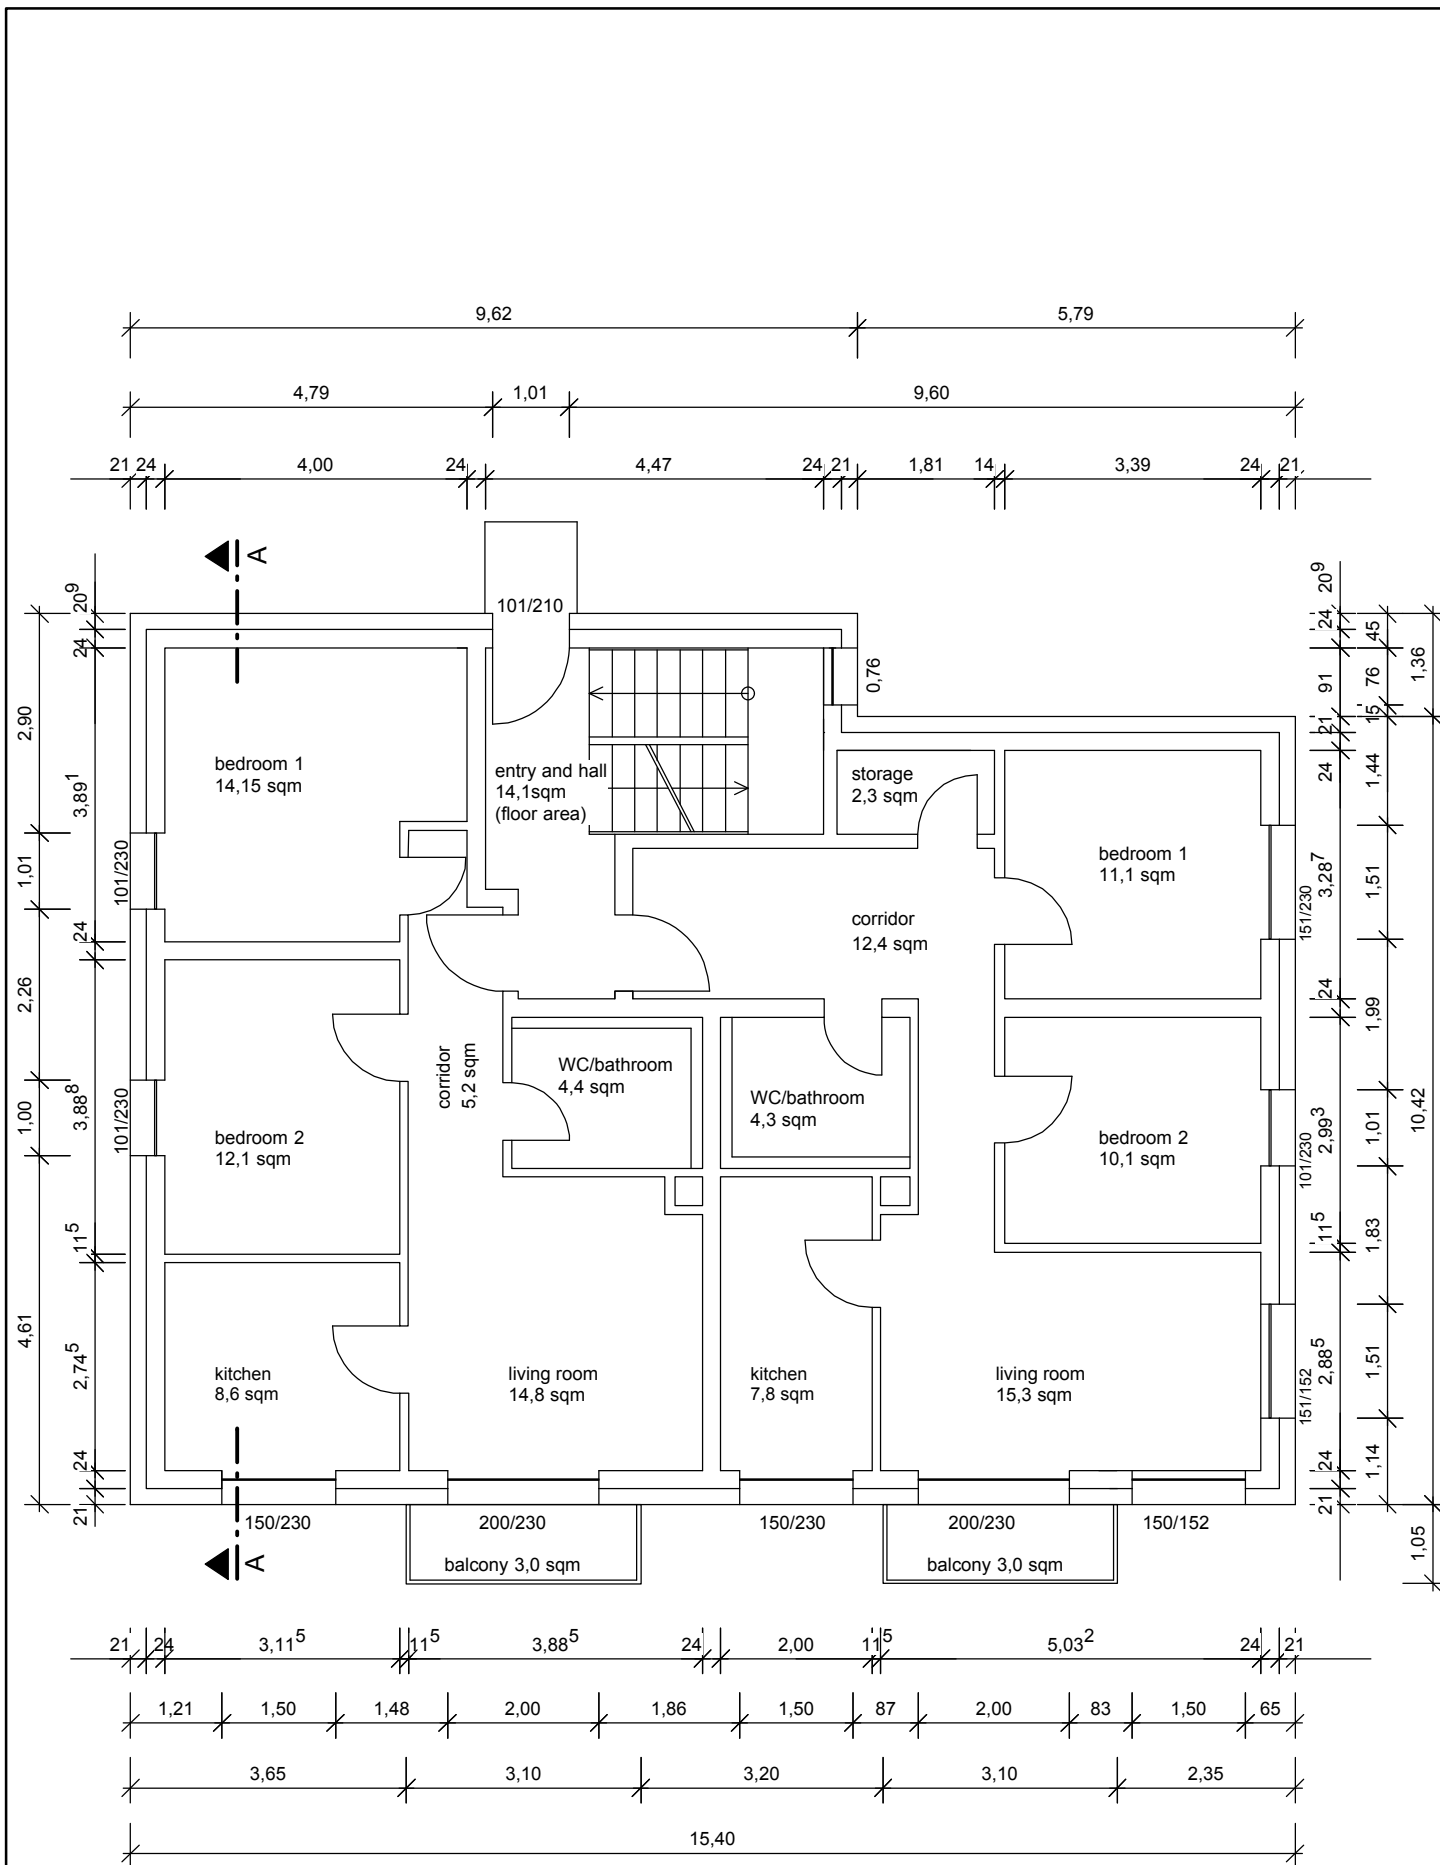 9,62 5,79
4,79 1,01 9,60
21 24 4,00 24 4,47 24 21 1,81 14 3,39 24 21
A
101/210
20⁹
24
3,89¹
24
3,88⁸
11⁵
2,74⁵
24
21
2,90
1,01
2,26
1,00
4,61
101/230
101/230
bedroom 1
14,15 sqm
entry and hall
14,1sqm
(floor area)
0,76
storage
2,3 sqm
bedroom 1
11,1 sqm
corridor
12,4 sqm
corridor
5,2 sqm
WC/bathroom
4,4 sqm
WC/bathroom
4,3 sqm
bedroom 2
12,1 sqm
bedroom 2
10,1 sqm
kitchen
8,6 sqm
living room
14,8 sqm
kitchen
7,8 sqm
living room
15,3 sqm
151/230
101/230
151/152
20⁹
24
91
21
24
3,28⁷
24
2,99³
11⁵
2,88⁵
24
21
45
76
15
1,44
1,51
1,99
1,01
1,83
1,51
1,14
1,36
10,42
1,05
150/230 200/230 150/230 200/230 150/152
A
balcony 3,0 sqm balcony 3,0 sqm
21 24 3,11⁵ 11⁵ 3,88⁵ 24 2,00 11⁵ 5,03² 24 21
1,21 1,50 1,48 2,00 1,86 1,50 87 2,00 83 1,50 65
3,65 3,10 3,20 3,10 2,35
15,40